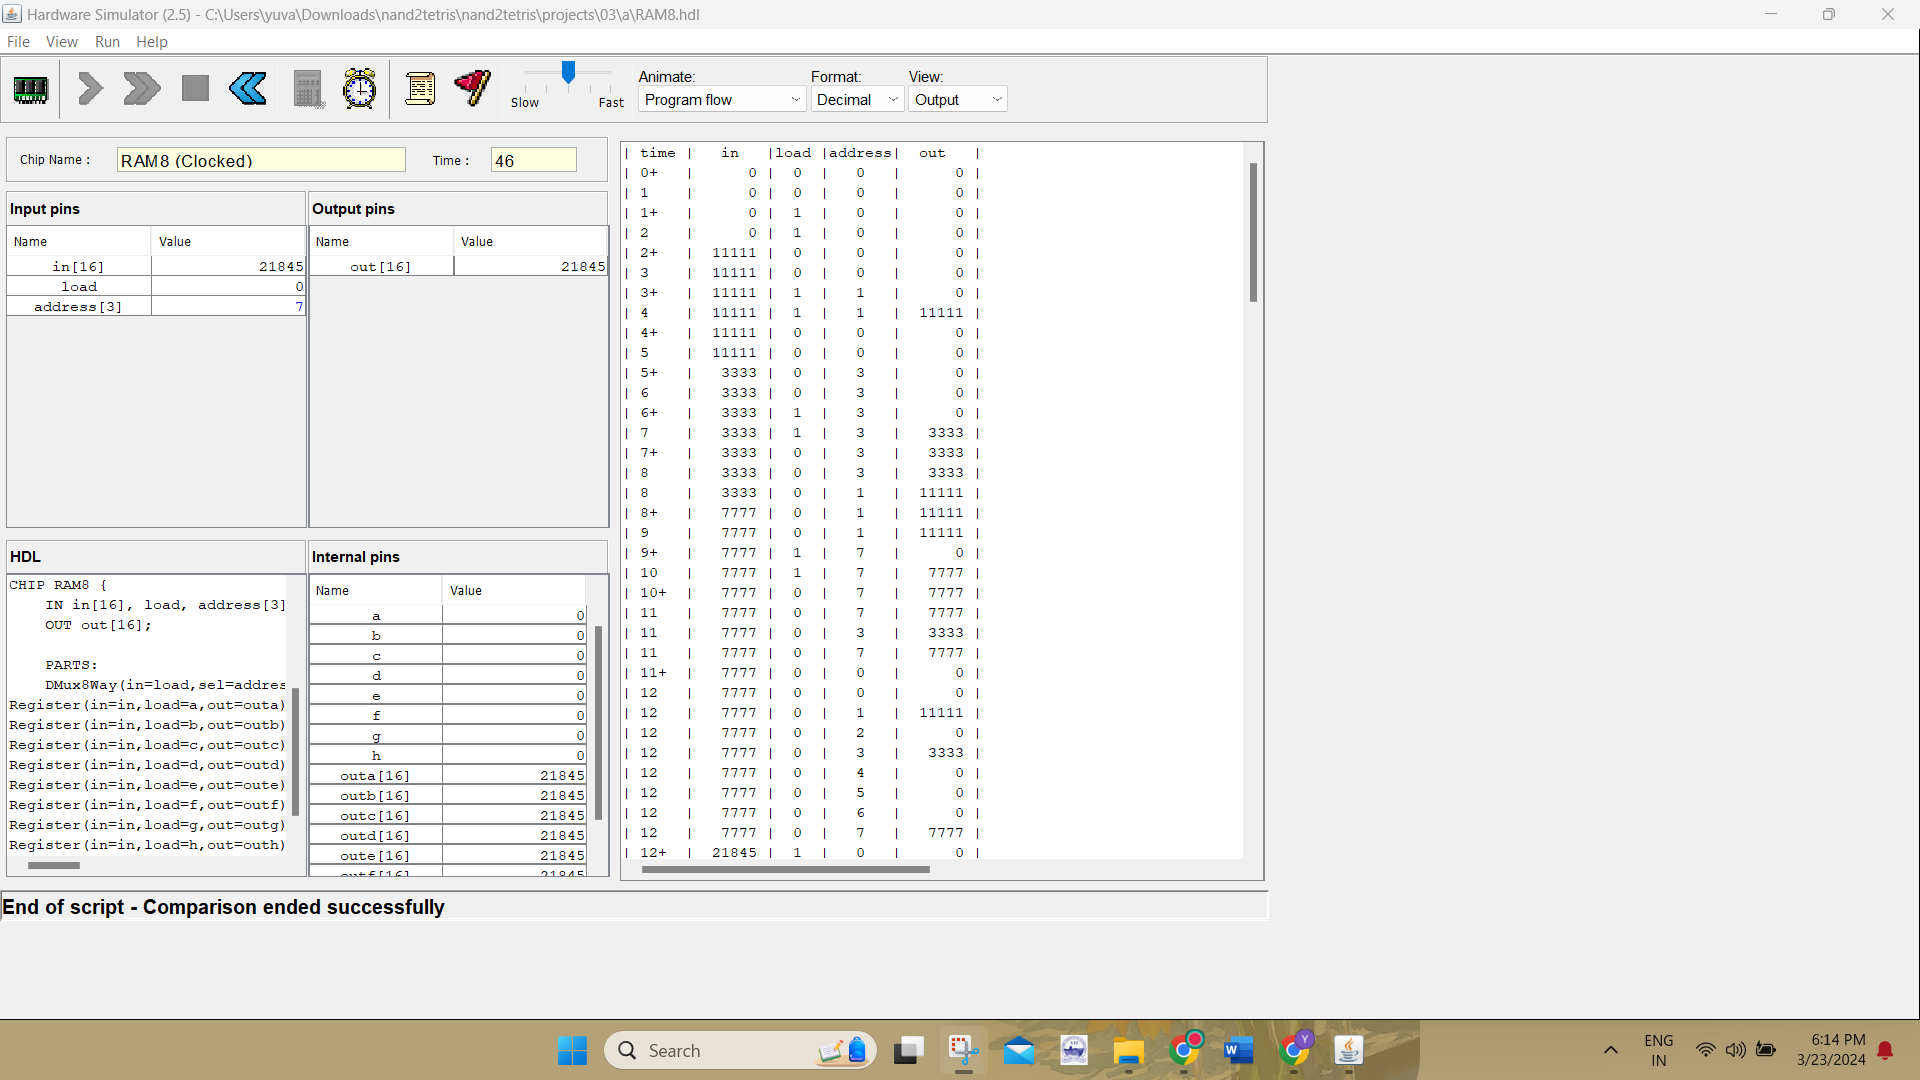 Hardware Simulator (2.5) - C:\Users\yuva\Downloads\nand2tetris\nand2tetris\projects\03\a\RAM8.hdl
File View Run Help
Slow Fast
Animate: Format: View:
Program flow Decimal Output
Chip Name : RAM8 (Clocked) Time : 46
Input pins
Name Value
in[16] 21845
load 0
address[3] 7
Output pins
Name Value
out[16] 21845
HDL
CHIP RAM8 {
IN in[16], load, address[3]
OUT out[16];
PARTS:
DMux8Way(in=load,sel=addres
Register(in=in,load=a,out=outa)
Register(in=in,load=b,out=outb)
Register(in=in,load=c,out=outc)
Register(in=in,load=d,out=outd)
Register(in=in,load=e,out=oute)
Register(in=in,load=f,out=outf)
Register(in=in,load=g,out=outg)
Register(in=in,load=h,out=outh)
Internal pins
Name Value
a 0
b 0
c 0
d 0
e 0
f 0
g 0
h 0
outa[16] 21845
outb[16] 21845
outc[16] 21845
outd[16] 21845
oute[16] 21845
outf[16] 21845
| time | in |load |address| out |
| 0+ | 0 | 0 | 0 | 0 |
| 1 | 0 | 0 | 0 | 0 |
| 1+ | 0 | 1 | 0 | 0 |
| 2 | 0 | 1 | 0 | 0 |
| 2+ | 11111 | 0 | 0 | 0 |
| 3 | 11111 | 0 | 0 | 0 |
| 3+ | 11111 | 1 | 1 | 0 |
| 4 | 11111 | 1 | 1 | 11111 |
| 4+ | 11111 | 0 | 0 | 0 |
| 5 | 11111 | 0 | 0 | 0 |
| 5+ | 3333 | 0 | 3 | 0 |
| 6 | 3333 | 0 | 3 | 0 |
| 6+ | 3333 | 1 | 3 | 0 |
| 7 | 3333 | 1 | 3 | 3333 |
| 7+ | 3333 | 0 | 3 | 3333 |
| 8 | 3333 | 0 | 3 | 3333 |
| 8 | 3333 | 0 | 1 | 11111 |
| 8+ | 7777 | 0 | 1 | 11111 |
| 9 | 7777 | 0 | 1 | 11111 |
| 9+ | 7777 | 1 | 7 | 0 |
| 10 | 7777 | 1 | 7 | 7777 |
| 10+ | 7777 | 0 | 7 | 7777 |
| 11 | 7777 | 0 | 7 | 7777 |
| 11 | 7777 | 0 | 3 | 3333 |
| 11 | 7777 | 0 | 7 | 7777 |
| 11+ | 7777 | 0 | 0 | 0 |
| 12 | 7777 | 0 | 0 | 0 |
| 12 | 7777 | 0 | 1 | 11111 |
| 12 | 7777 | 0 | 2 | 0 |
| 12 | 7777 | 0 | 3 | 3333 |
| 12 | 7777 | 0 | 4 | 0 |
| 12 | 7777 | 0 | 5 | 0 |
| 12 | 7777 | 0 | 6 | 0 |
| 12 | 7777 | 0 | 7 | 7777 |
| 12+ | 21845 | 1 | 0 | 0 |
End of script - Comparison ended successfully
Search
W
Y
ENG
IN
6:14 PM
3/23/2024